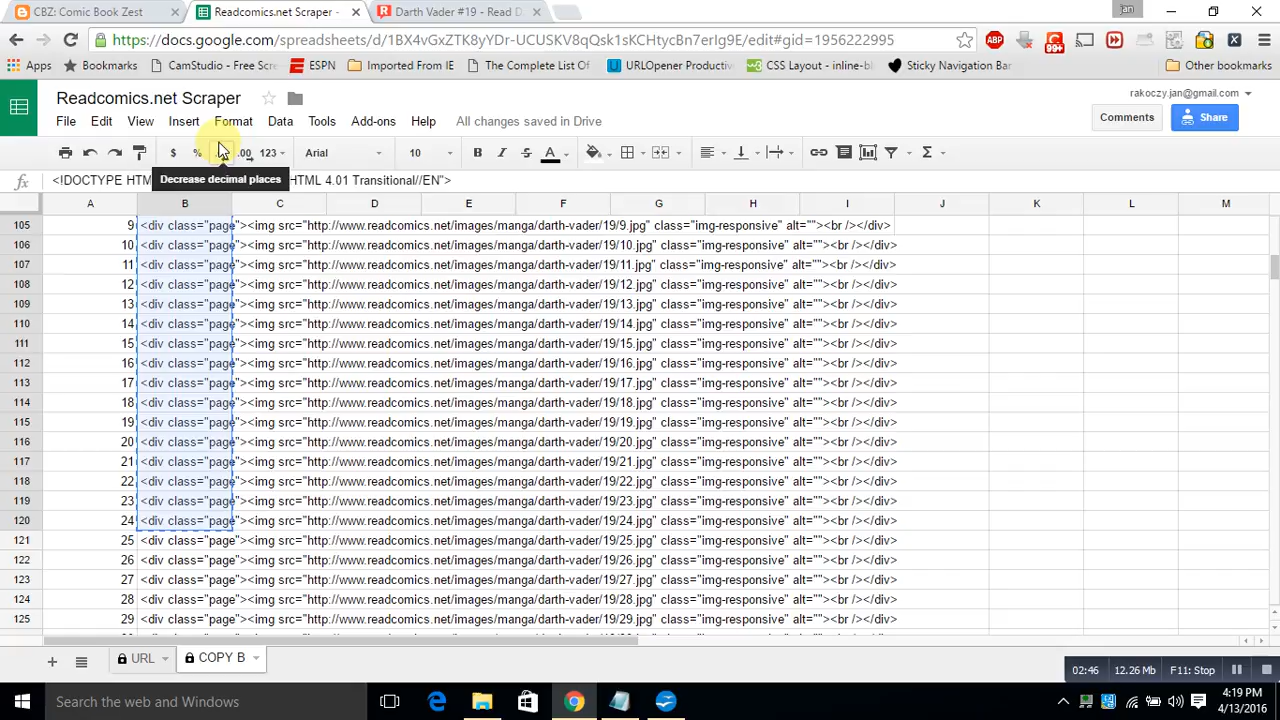 CBZ: Comic Book Zest
Readcomics.net Scraper -
Darth Vader #19 - Read D
jan
https://docs.google.com/spreadsheets/d/1BX4vGxZTK8yYDr-UCUSKV8qQsk1sKCHtycBn7erIg9E/edit#gid=1956222995
ABP
99+
X
Apps
Bookmarks
CamStudio - Free Scre
ESPN
Imported From IE
The Complete List Of
URLOpener Productiv
CSS Layout - inline-bl
Sticky Navigation Bar
Other bookmarks
Readcomics.net Scraper
rakoczy.jan@gmail.com
File Edit View Insert Format Data Tools Add-ons Help All changes saved in Drive
Comments
Share
$ % .00 123 Arial 10 B I S A
Decrease decimal places
fx <!DOCTYPE HTM HTML 4.01 Transitional//EN">
A B C D E F G H I J K L M
105 9 <div class="page"><img src="http://www.readcomics.net/images/manga/darth-vader/19/9.jpg" class="img-responsive" alt=""><br /></div>
106 10 <div class="page"><img src="http://www.readcomics.net/images/manga/darth-vader/19/10.jpg" class="img-responsive" alt=""><br /></div>
107 11 <div class="page"><img src="http://www.readcomics.net/images/manga/darth-vader/19/11.jpg" class="img-responsive" alt=""><br /></div>
108 12 <div class="page"><img src="http://www.readcomics.net/images/manga/darth-vader/19/12.jpg" class="img-responsive" alt=""><br /></div>
109 13 <div class="page"><img src="http://www.readcomics.net/images/manga/darth-vader/19/13.jpg" class="img-responsive" alt=""><br /></div>
110 14 <div class="page"><img src="http://www.readcomics.net/images/manga/darth-vader/19/14.jpg" class="img-responsive" alt=""><br /></div>
111 15 <div class="page"><img src="http://www.readcomics.net/images/manga/darth-vader/19/15.jpg" class="img-responsive" alt=""><br /></div>
112 16 <div class="page"><img src="http://www.readcomics.net/images/manga/darth-vader/19/16.jpg" class="img-responsive" alt=""><br /></div>
113 17 <div class="page"><img src="http://www.readcomics.net/images/manga/darth-vader/19/17.jpg" class="img-responsive" alt=""><br /></div>
114 18 <div class="page"><img src="http://www.readcomics.net/images/manga/darth-vader/19/18.jpg" class="img-responsive" alt=""><br /></div>
115 19 <div class="page"><img src="http://www.readcomics.net/images/manga/darth-vader/19/19.jpg" class="img-responsive" alt=""><br /></div>
116 20 <div class="page"><img src="http://www.readcomics.net/images/manga/darth-vader/19/20.jpg" class="img-responsive" alt=""><br /></div>
117 21 <div class="page"><img src="http://www.readcomics.net/images/manga/darth-vader/19/21.jpg" class="img-responsive" alt=""><br /></div>
118 22 <div class="page"><img src="http://www.readcomics.net/images/manga/darth-vader/19/22.jpg" class="img-responsive" alt=""><br /></div>
119 23 <div class="page"><img src="http://www.readcomics.net/images/manga/darth-vader/19/23.jpg" class="img-responsive" alt=""><br /></div>
120 24 <div class="page"><img src="http://www.readcomics.net/images/manga/darth-vader/19/24.jpg" class="img-responsive" alt=""><br /></div>
121 25 <div class="page"><img src="http://www.readcomics.net/images/manga/darth-vader/19/25.jpg" class="img-responsive" alt=""><br /></div>
122 26 <div class="page"><img src="http://www.readcomics.net/images/manga/darth-vader/19/26.jpg" class="img-responsive" alt=""><br /></div>
123 27 <div class="page"><img src="http://www.readcomics.net/images/manga/darth-vader/19/27.jpg" class="img-responsive" alt=""><br /></div>
124 28 <div class="page"><img src="http://www.readcomics.net/images/manga/darth-vader/19/28.jpg" class="img-responsive" alt=""><br /></div>
125 29 <div class="page"><img src="http://www.readcomics.net/images/manga/darth-vader/19/29.jpg" class="img-responsive" alt=""><br /></div>
URL
COPY B
02:46 12.26 Mb F11: Stop
Search the web and Windows
4:19 PM
4/13/2016